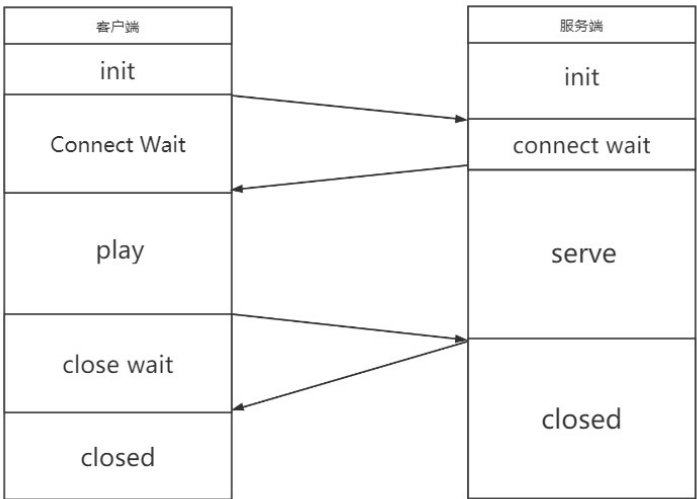 客户端
init
Connect Wait
play
close wait
closed
服务端
init
connect wait
serve
closed